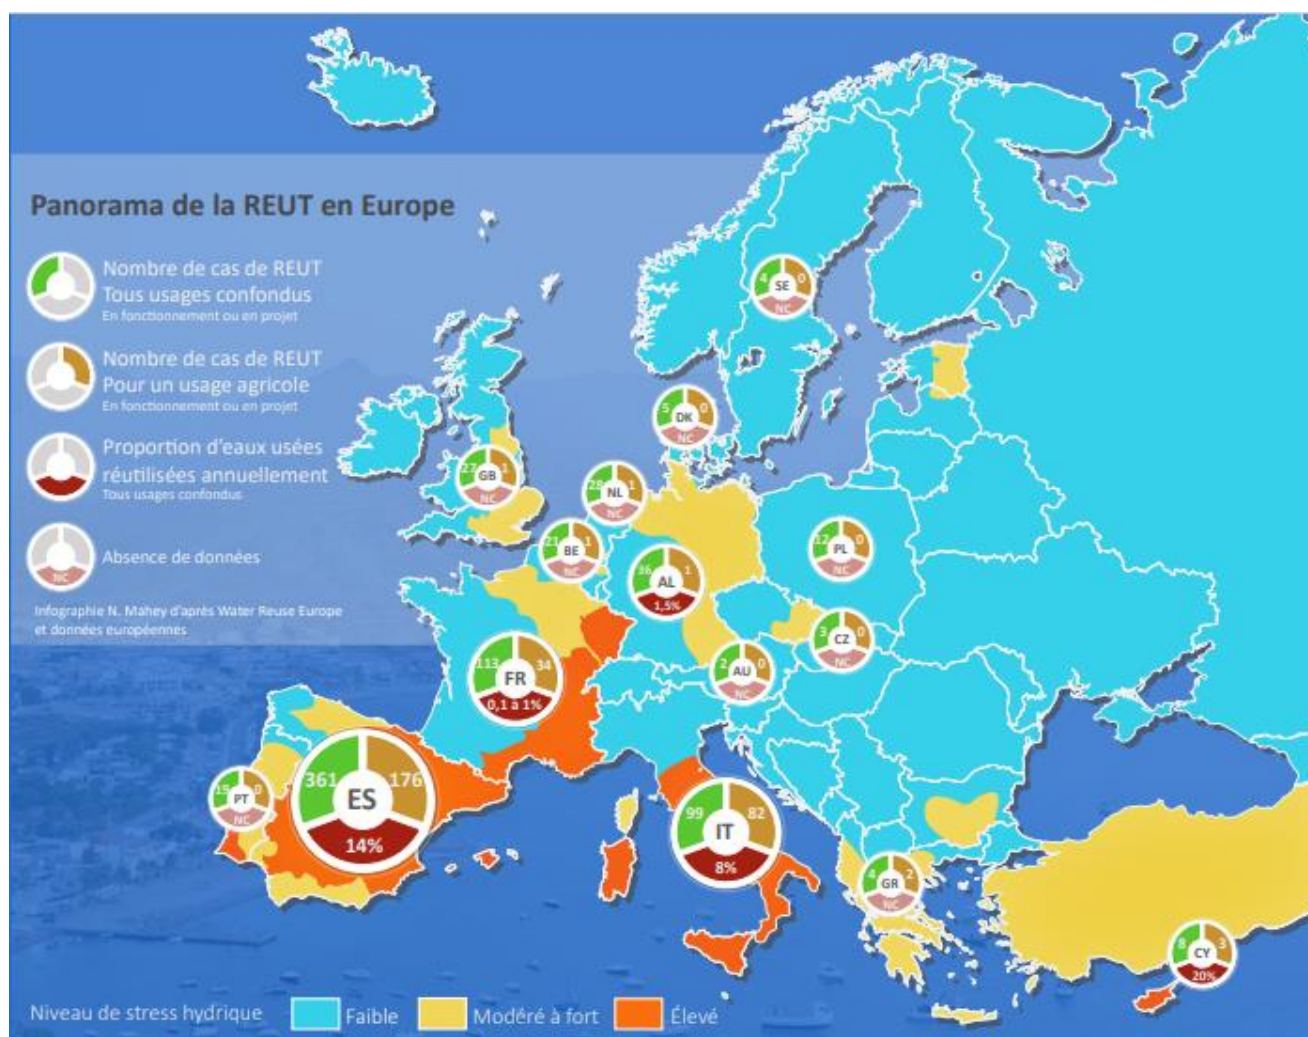 Panorama de la REUT en Europe
Nombre de cas de REUT
Tous usages confondus
En fonctionnement ou en projet
Nombre de cas de REUT
Pour un usage agricole
En fonctionnement ou en projet
Proportion d'eaux usées
réutilisées annuellement
Tous usages confondus
NC
Absence de données
Infographie N. Mahey d'après Water Reuse Europe
et données européennes
4 0
SE
NC
5 0
DK
NC
27 1
GB
NC
28 1
NL
NC
23 1
BE
NC
36 1
AL
1,5%
12 0
PL
NC
3 0
CZ
NC
2 0
AU
NC
113 34
FR
0,1 à 1%
19 0
PT
NC
361 176
ES
14%
99 82
IT
8%
4 2
GR
NC
8 3
CY
20%
Niveau de stress hydrique Faible Modéré à fort Élevé